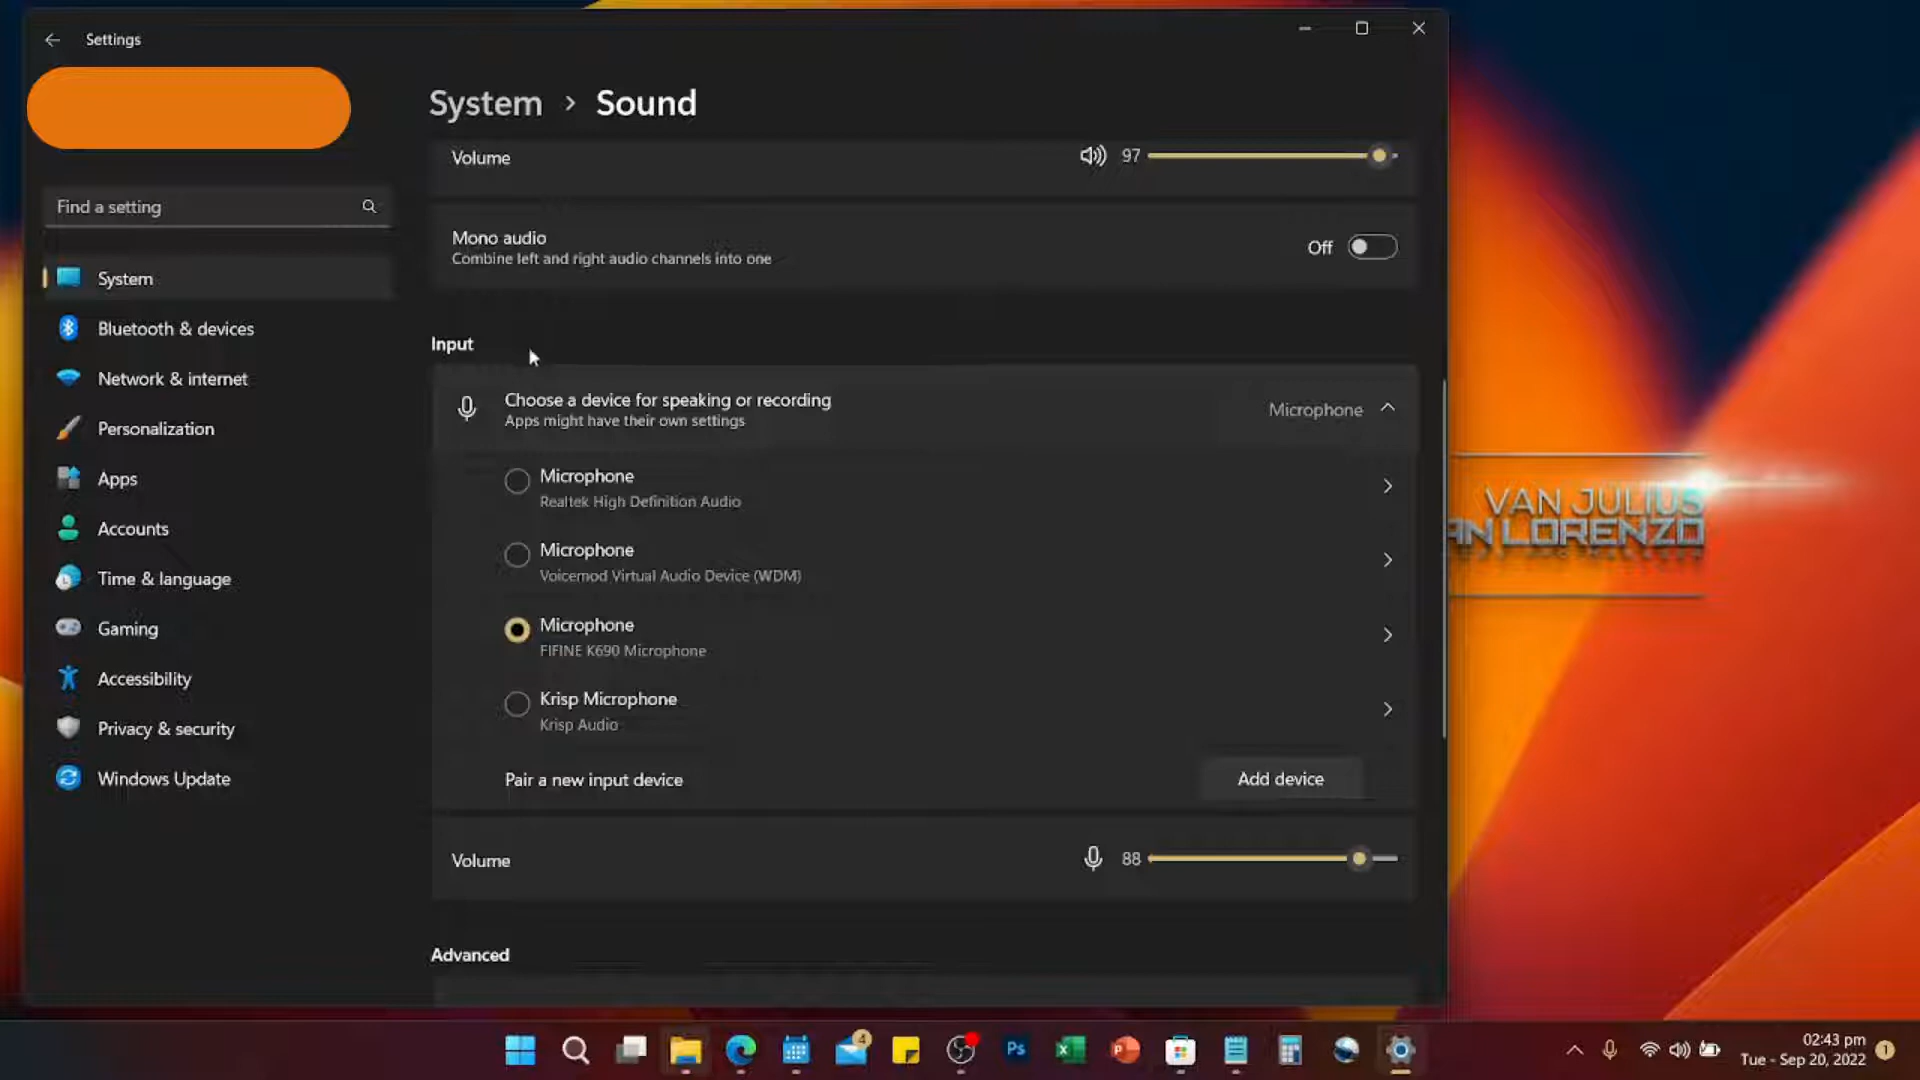 Settings
System > Sound
Volume
97
Find a setting
Mono audio
Combine left and right audio channels into one
Off
System
Bluetooth & devices
Network & internet
Personalization
Apps
Accounts
Time & language
Gaming
Accessibility
Privacy & security
Windows Update
Input
Choose a device for speaking or recording
Apps might have their own settings
Microphone
Microphone
Realtek High Definition Audio
Microphone
Voicemod Virtual Audio Device (WDM)
Microphone
FIFINE K690 Microphone
Krisp Microphone
Krisp Audio
Pair a new input device
Add device
Volume
88
Advanced
VAN JULIUS
AN LORENZO
4
Ps
02:43 pm
Tue - Sep 20, 2022
1